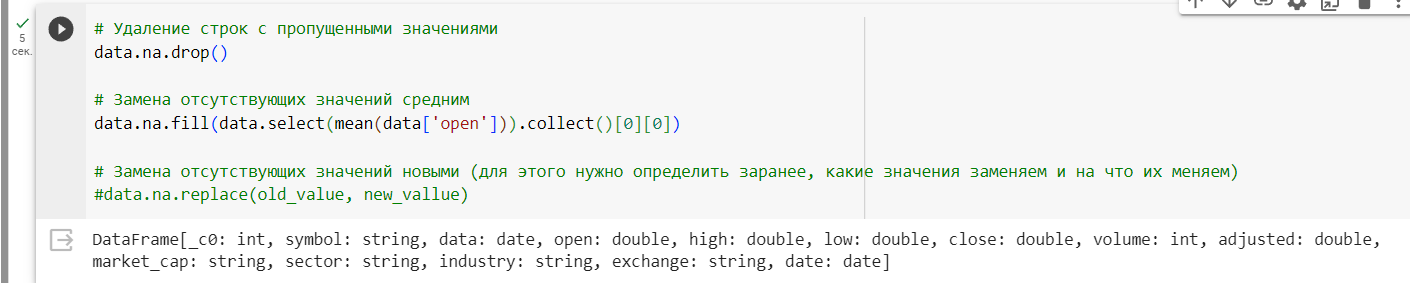 # Удаление строк с пропущенными значениями
5
сек.
data.na.drop()
# Замена отсутствующих значений средним
data.na.fill(data.select(mean(data['open'])).collect()[0][0])
# Замена отсутствующих значений новыми (для этого нужно определить заранее, какие значения заменяем и на что их меняем)
#data.na.replace(old_value, new_vallue)
DataFrame[_c0: int, symbol: string, data: date, open: double, high: double, low: double, close: double, volume: int, adjusted: double,
market_cap: string, sector: string, industry: string, exchange: string, date: date]